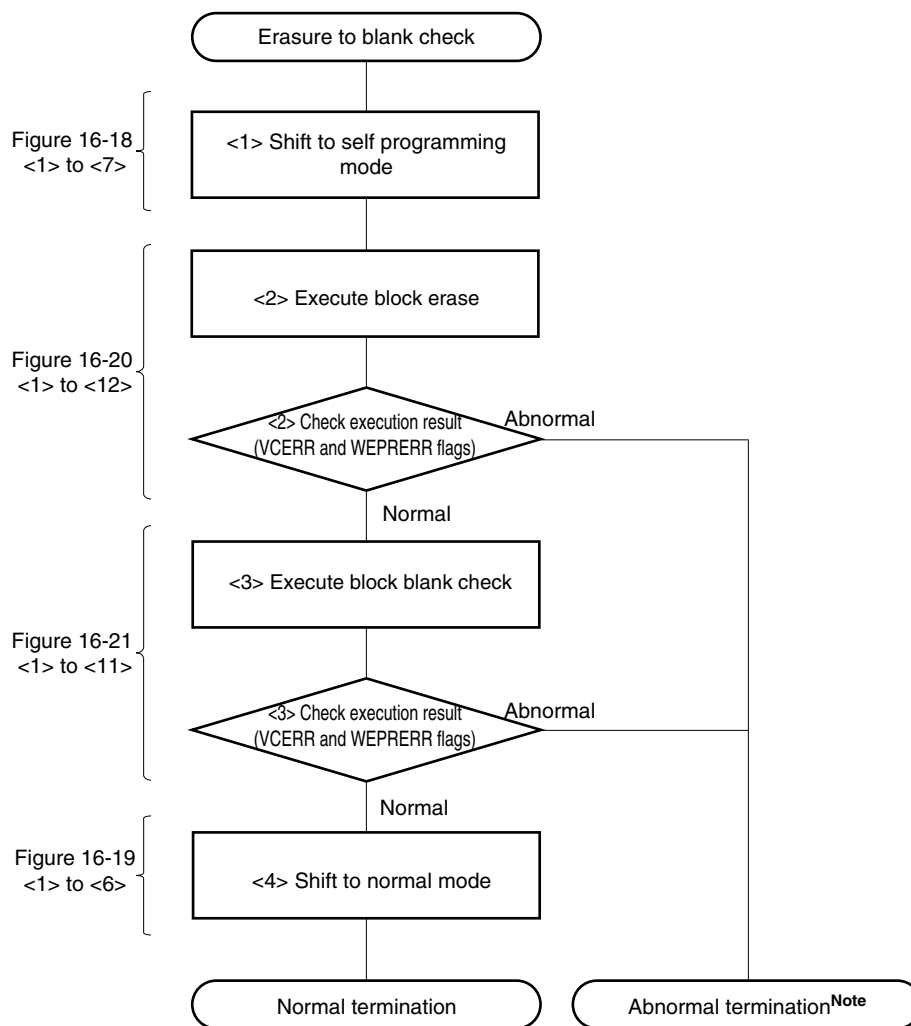 Erasure to blank check
Figure 16-18
<1> to <7>
<1> Shift to self programming
mode
<2> Execute block erase
Figure 16-20
<1> to <12>
<2> Check execution result
(VCERR and WEPRERR flags)
Abnormal
Normal
<3> Execute block blank check
Figure 16-21
<1> to <11>
<3> Check execution result
(VCERR and WEPRERR flags)
Abnormal
Normal
Figure 16-19
<1> to <6>
<4> Shift to normal mode
Normal termination
Abnormal termination Note